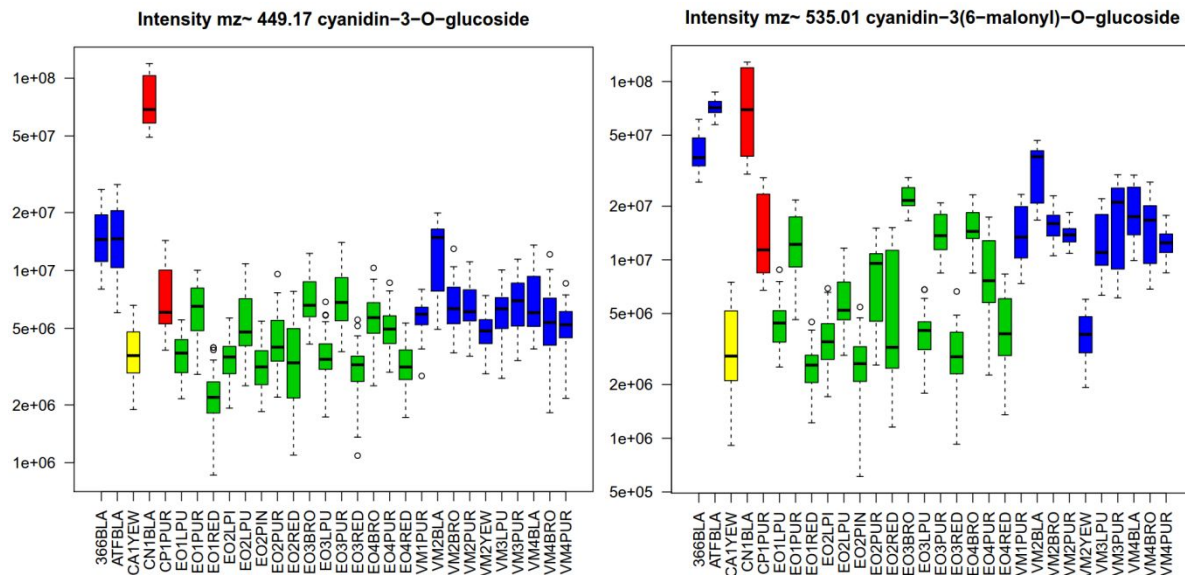 Intensity mz~ 449.17 cyanidin−3−O−glucoside
1e+08
5e+07
2e+07
1e+07
5e+06
2e+06
1e+06
366BLA
ATFBLA
CA1YEW
CN1BLA
CP1PUR
EO1LPU
EO1PUR
EO1RED
EO2LPI
EO2LPU
EO2PIN
EO2PUR
EO2RED
EO3BRO
EO3LPU
EO3PUR
EO3RED
EO4BRO
EO4PUR
EO4RED
VM1PUR
VM2BLA
VM2BRO
VM2PUR
VM2YEW
VM3LPU
VM3PUR
VM4BLA
VM4BRO
VM4PUR
Intensity mz~ 535.01 cyanidin−3(6−malonyl)−O−glucoside
1e+08
5e+07
2e+07
1e+07
5e+06
2e+06
1e+06
5e+05
366BLA
ATFBLA
CA1YEW
CN1BLA
CP1PUR
EO1LPU
EO1PUR
EO1RED
EO2LPI
EO2LPU
EO2PIN
EO2PUR
EO2RED
EO3BRO
EO3LPU
EO3PUR
EO3RED
EO4BRO
EO4PUR
EO4RED
VM1PUR
VM2BLA
VM2BRO
VM2PUR
VM2YEW
VM3LPU
VM3PUR
VM4BLA
VM4BRO
VM4PUR